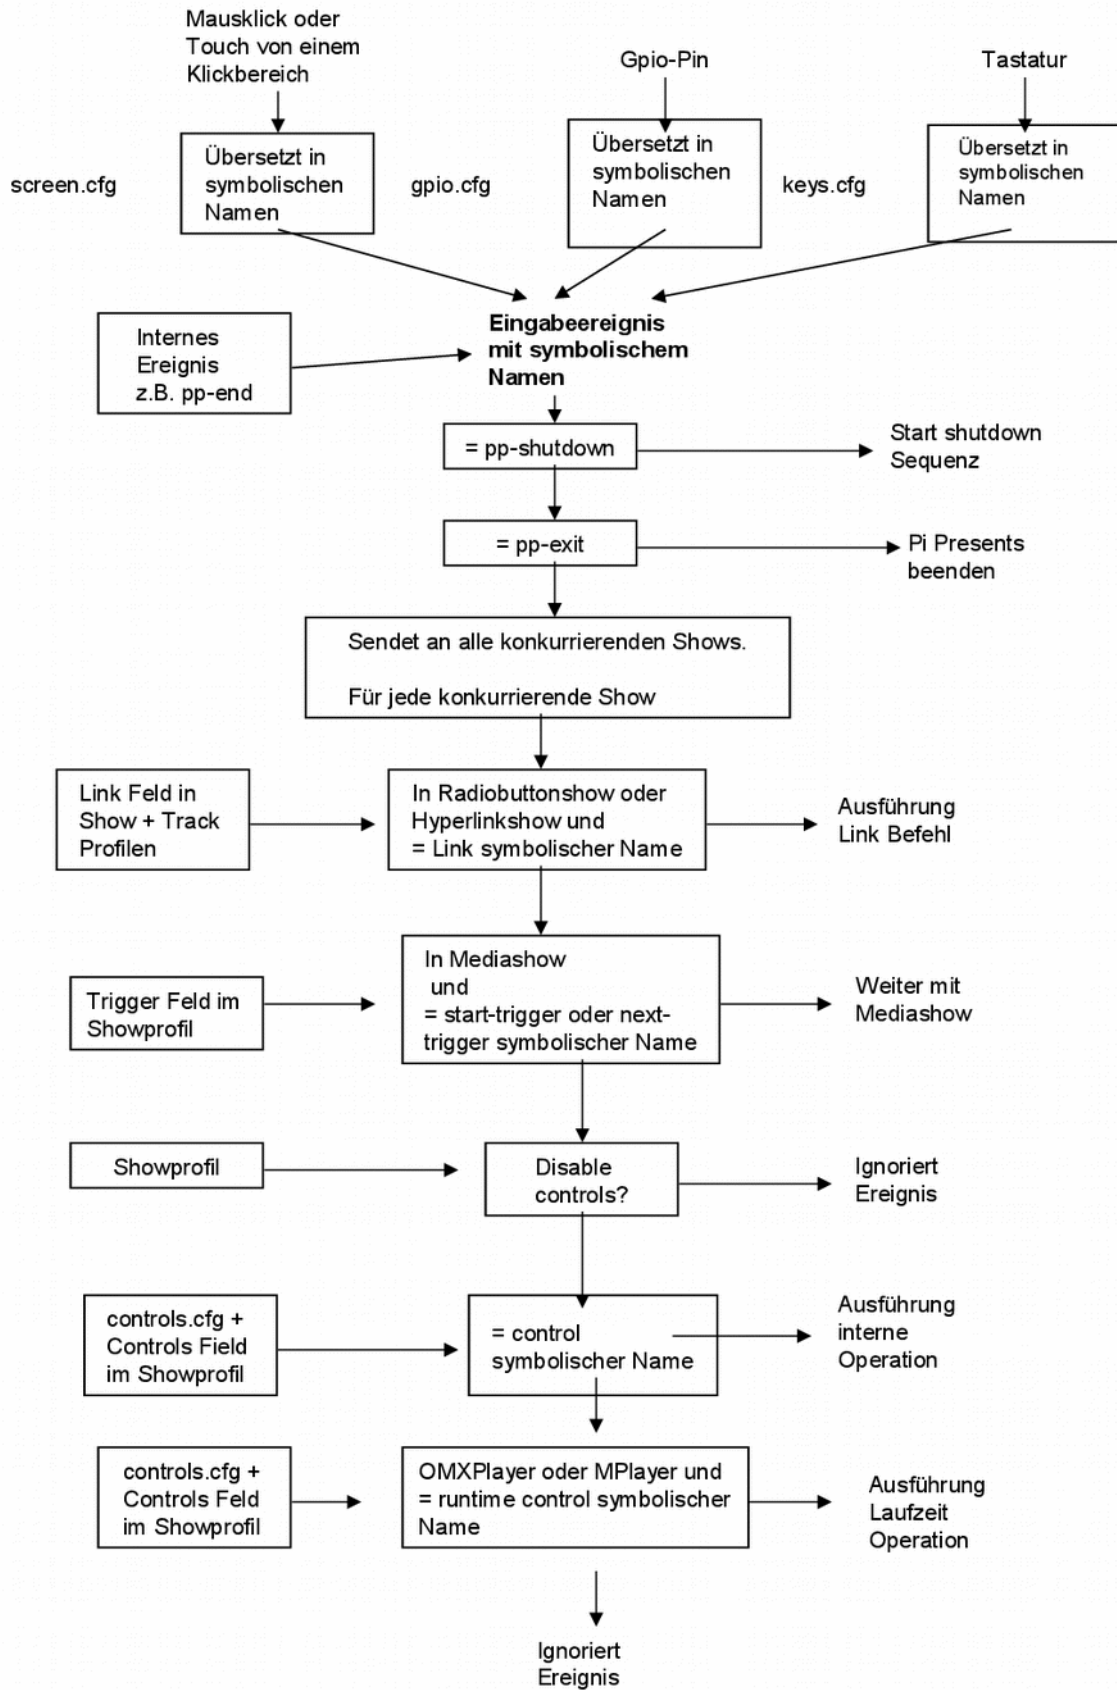 Mausklick oder
Touch von einem
Klickbereich
Gpio-Pin
Tastatur
screen.cfg
Übersetzt in
symbolischen
Namen
gpio.cfg
Übersetzt in
symbolischen
Namen
keys.cfg
Übersetzt in
symbolischen
Namen
Internes
Ereignis
z.B. pp-end
Eingabeereignis
mit symbolischem
Namen
= pp-shutdown
Start shutdown
Sequenz
= pp-exit
Pi Presents
beenden
Sendet an alle konkurrierenden Shows.
Für jede konkurrierende Show
Link Feld in
Show + Track
Profilen
In Radiobuttonshow oder
Hyperlinkshow und
= Link symbolischer Name
Ausführung
Link Befehl
Trigger Feld im
Showprofil
In Mediashow
und
= start-trigger oder next-
trigger symbolischer Name
Weiter mit
Mediashow
Showprofil
Disable
controls?
Ignoriert
Ereignis
controls.cfg +
Controls Field
im Showprofil
= control
symbolischer Name
Ausführung
interne
Operation
controls.cfg +
Controls Feld
im Showprofil
OMXPlayer oder MPlayer und
= runtime control symbolischer
Name
Ausführung
Laufzeit
Operation
Ignoriert
Ereignis